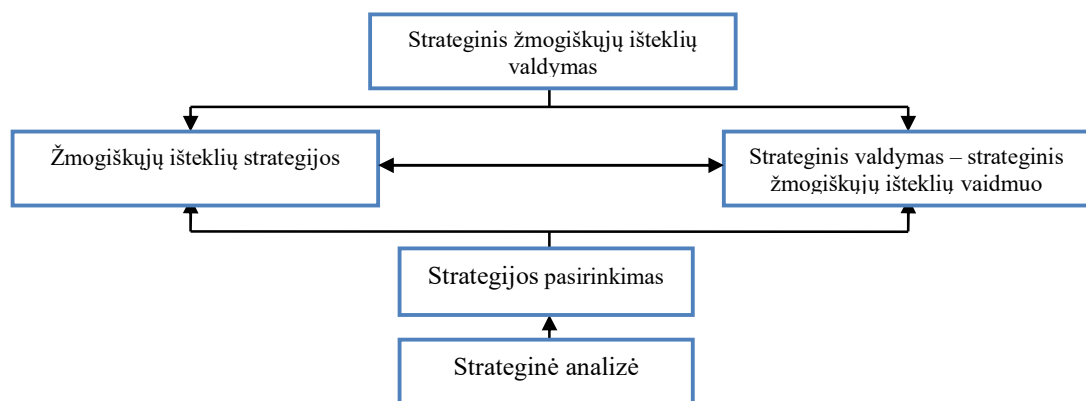 Strateginis žmogiškųjų išteklių
valdymas
Žmogiškųjų išteklių strategijos
Strateginis valdymas – strateginis
žmogiškųjų išteklių vaidmuo
Strategijos pasirinkimas
Strateginė analizė